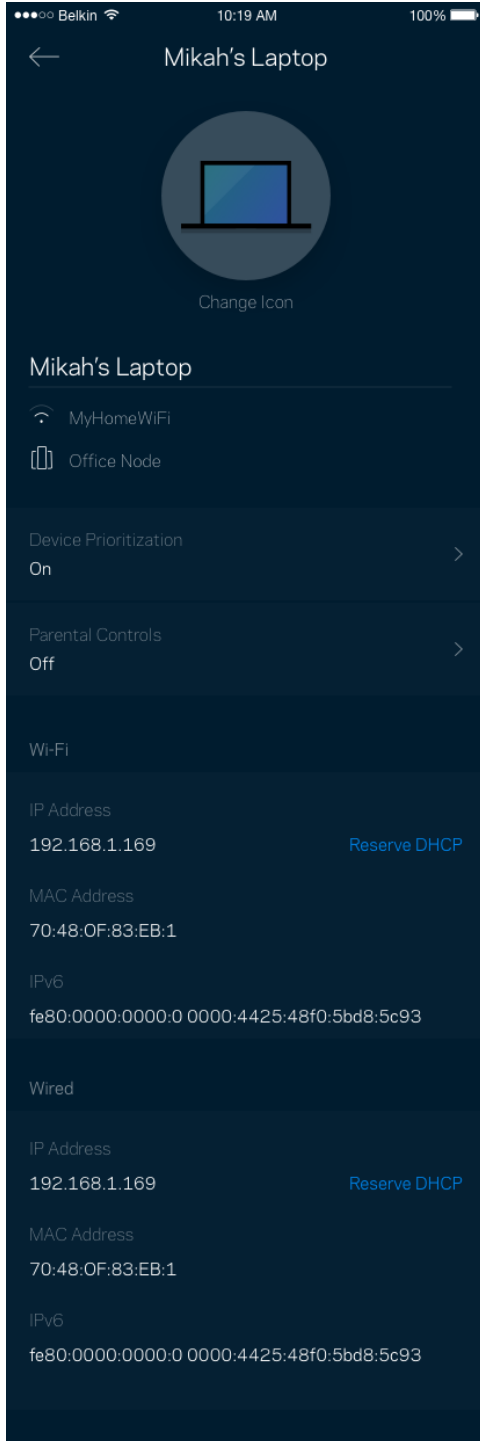 Belkin 10:19 AM 100%
Mikah's Laptop
Change Icon
Mikah's Laptop
MyHomeWiFi
Office Node
Device Prioritization
On
Parental Controls
Off
Wi-Fi
IP Address
192.168.1.169 Reserve DHCP
MAC Address
70:48:0F:83:EB:1
IPv6
fe80:0000:0000:0 0000:4425:48f0:5bd8:5c93
Wired
IP Address
192.168.1.169 Reserve DHCP
MAC Address
70:48:0F:83:EB:1
IPv6
fe80:0000:0000:0 0000:4425:48f0:5bd8:5c93